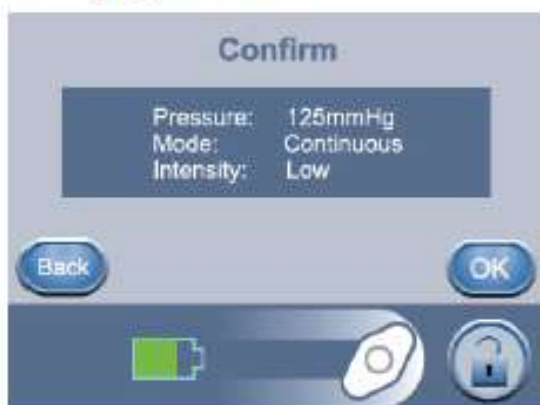 Confirm
Pressure: 125mmHg
Mode: Continuous
Intensity: Low
Back
OK